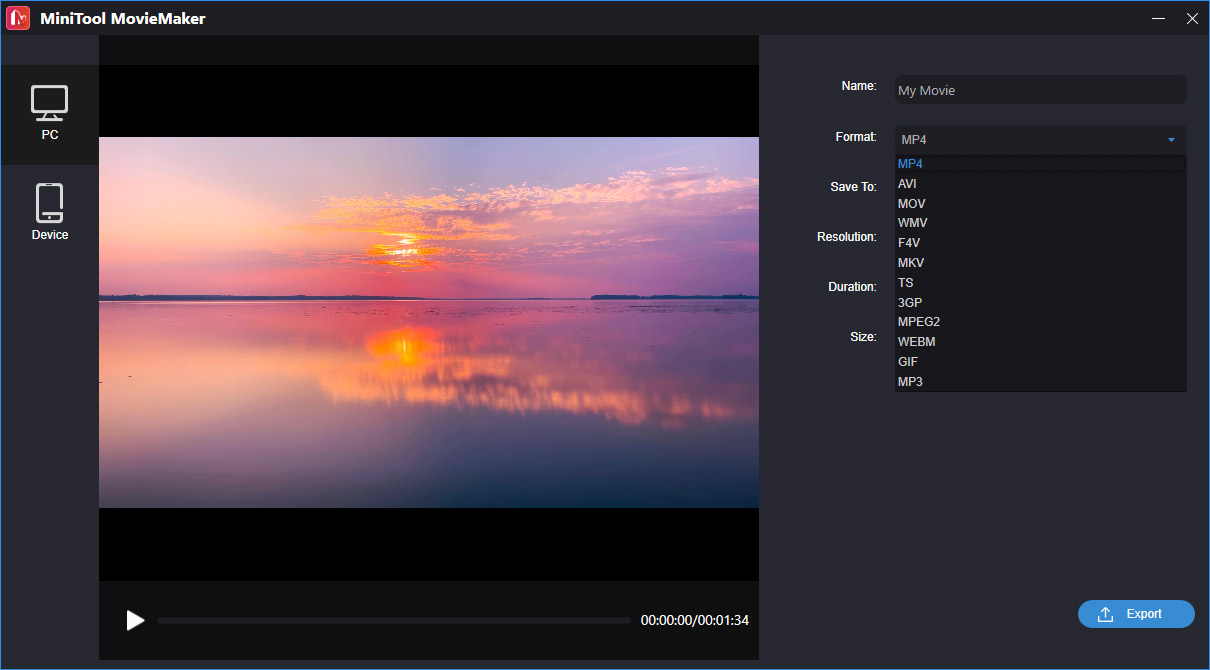 MiniTool MovieMaker
PC
Device
Name:
My Movie
Format:
MP4
MP4
AVI
MOV
WMV
F4V
MKV
TS
3GP
MPEG2
WEBM
GIF
MP3
Save To:
Resolution:
Duration:
Size:
00:00:00/00:01:34
Export